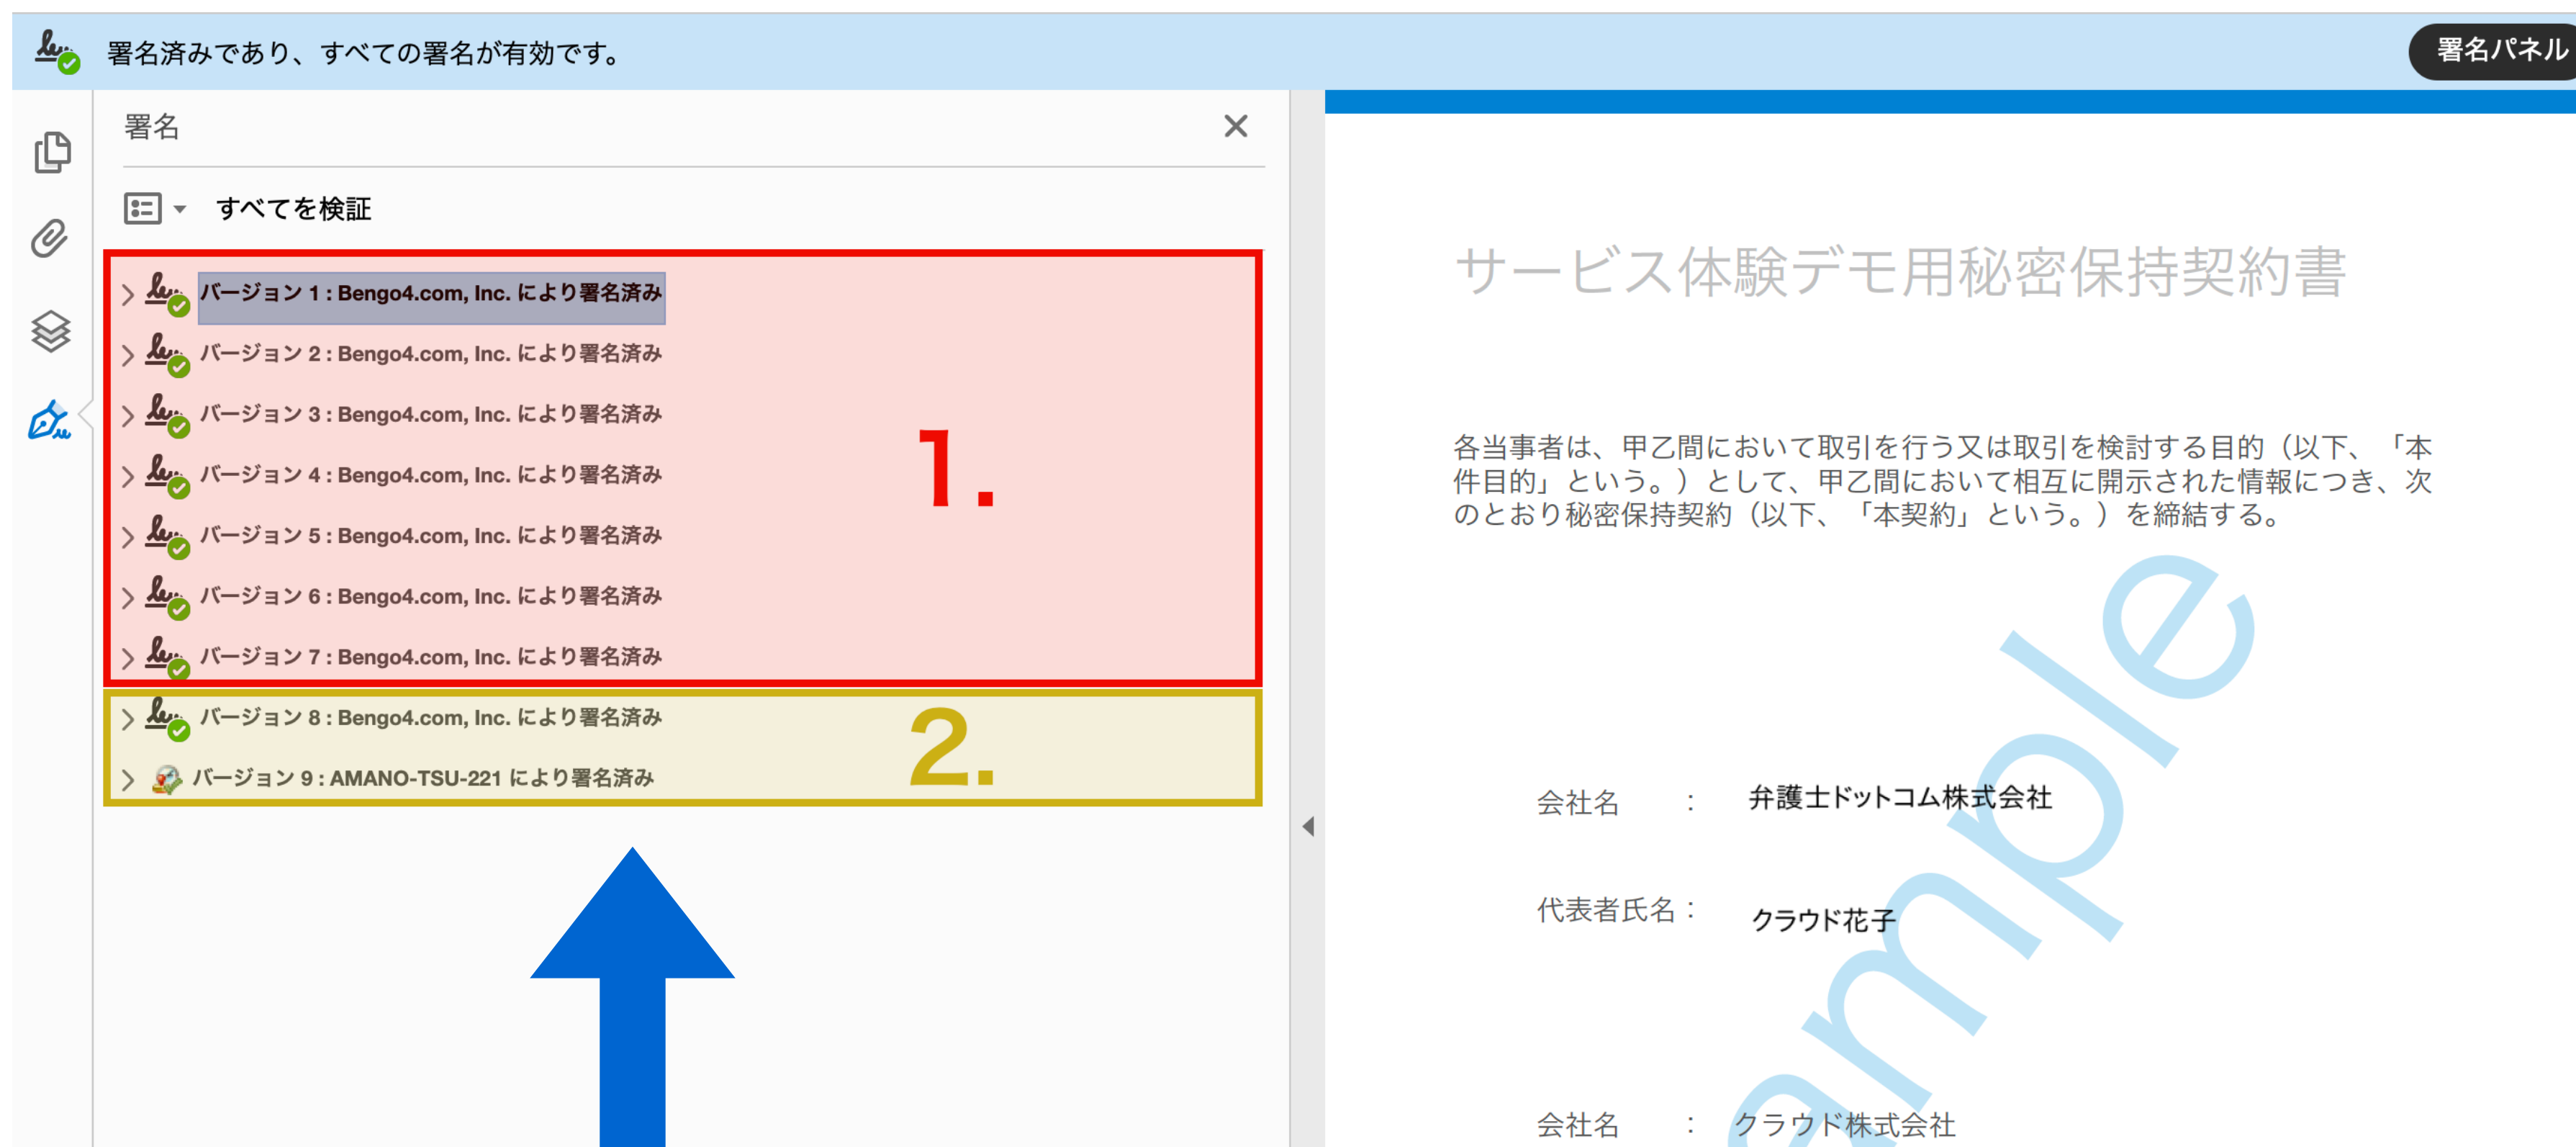 署名済みであり、すべての署名が有効です。
署名パネル
署名
すべてを検証
バージョン 1 : Bengo4.com, Inc. により署名済み
バージョン 2 : Bengo4.com, Inc. により署名済み
バージョン 3 : Bengo4.com, Inc. により署名済み
バージョン 4 : Bengo4.com, Inc. により署名済み
バージョン 5 : Bengo4.com, Inc. により署名済み
バージョン 6 : Bengo4.com, Inc. により署名済み
バージョン 7 : Bengo4.com, Inc. により署名済み
1.
バージョン 8 : Bengo4.com, Inc. により署名済み
バージョン 9 : AMANO-TSU-221 により署名済み
2.
サービス体験デモ用秘密保持契約書
各当事者は、甲乙間において取引を行う又は取引を検討する目的（以下、「本
件目的」という。）として、甲乙間において相互に開示された情報につき、次
のとおり秘密保持契約（以下、「本契約」という。）を締結する。
会社名 : 弁護士ドットコム株式会社
代表者氏名 : クラウド花子
会社名 : クラウド株式会社
ample